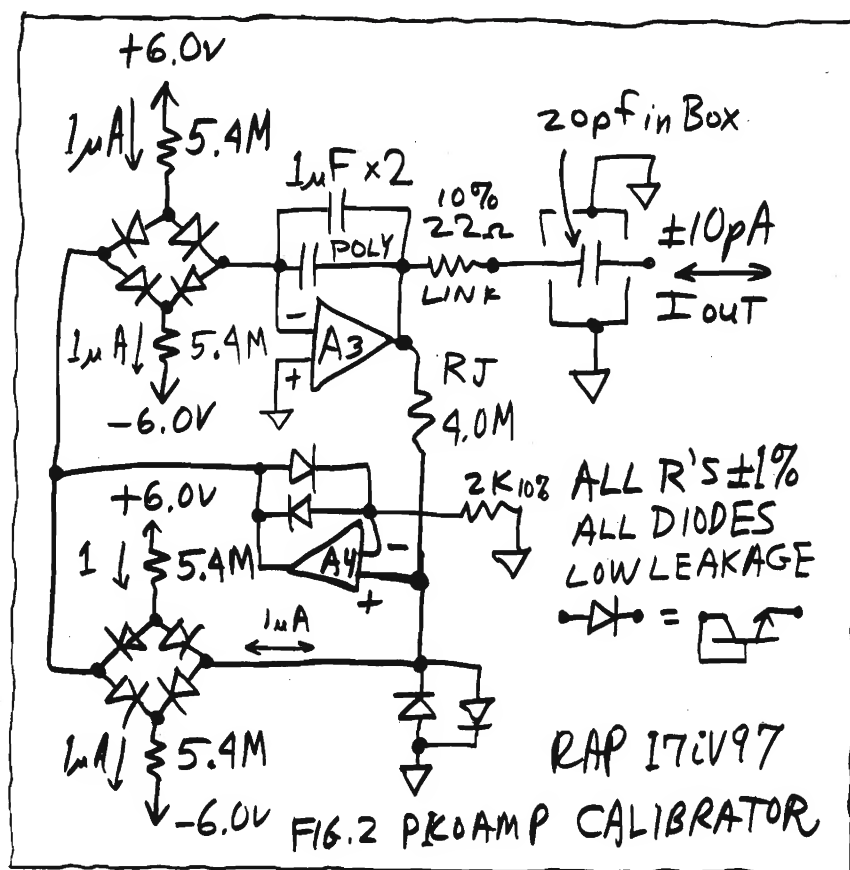 +6.0v
1μA
5.4M
1μF x2
POLY
10%
22Ω
LINK
20pf in Box
±10pA
I OUT
1μA
5.4M
-6.0v
-
A3
+
RJ
4.0M
+6.0v
1
5.4M
A4
-
+
2K 10%
ALL R'S ±1%
ALL DIODES
LOW LEAKAGE
=
1μA
1μA
5.4M
-6.0v
RAP 17iV97
FIG.2 PICOAMP CALIBRATOR